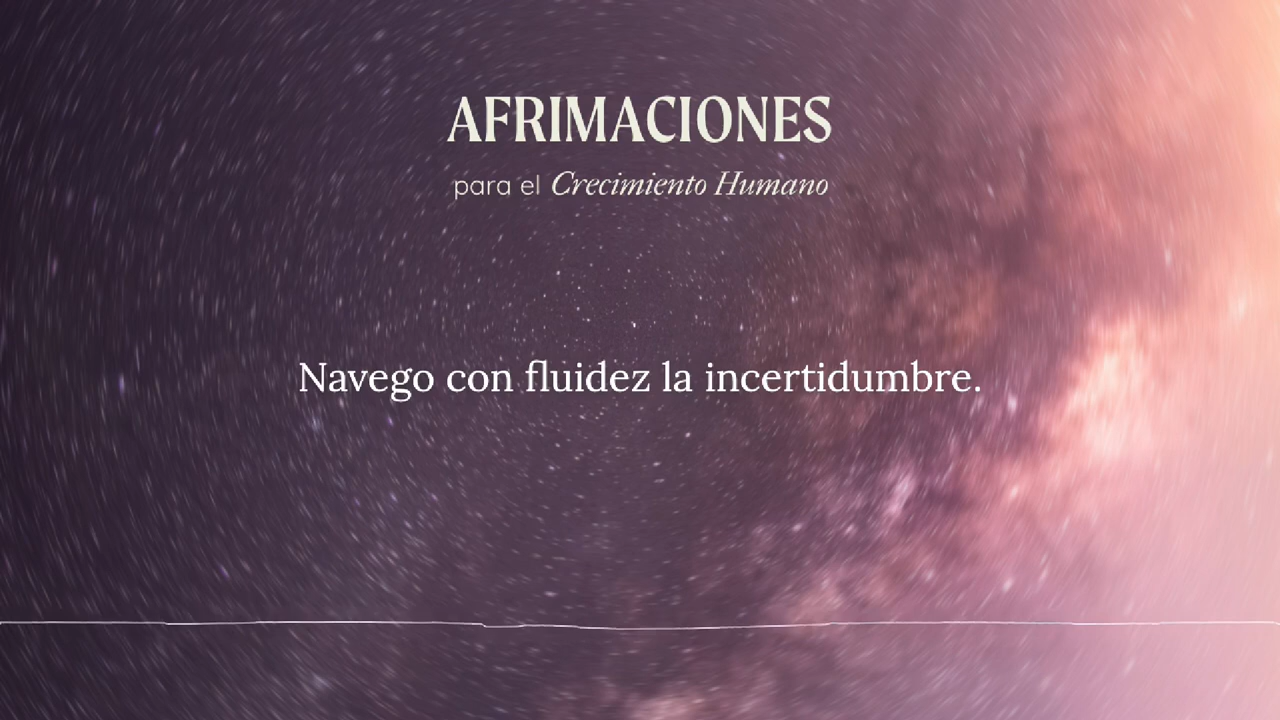 AFRIMACIONES
para el Crecimiento Humano
Navego con fluidez la incertidumbre.